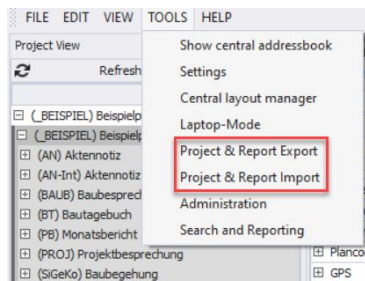 FILE EDIT VIEW TOOLS HELP
Project View
Refresh
Show central addressbook
Settings
Central layout manager
Laptop-Mode
Project & Report Export
Project & Report Import
Administration
Search and Reporting
(_BEISPIEL) Beispielp
(_BEISPIEL) Beispielp
(AN) Aktennotiz
(AN-Int) Aktennotiz
(BAUB) Baubesprec
(BT) Bautagebuch
(PB) Monatsbericht
(PROJ) Projektbesprechung
(SiGeKo) Baubegehung
Planco
GPS